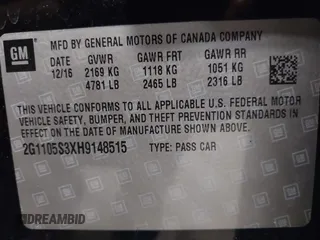 GM
MFD BY GENERAL MOTORS OF CANADA COMPANY
DATE GVWR GAWR FRT GAWR RR
12/16 2169 KG 1118 KG 1051 KG
4781 LB 2465 LB 2316 LB
THIS VEHICLE CONFORMS TO ALL APPLICABLE U.S. FEDERAL MOTOR
VEHICLE SAFETY, BUMPER, AND THEFT PREVENTION STANDARDS
IN EFFECT ON THE DATE OF MANUFACTURE SHOWN ABOVE.
2G1105S3XH9148515 TYPE: PASS CAR
DREAMBID